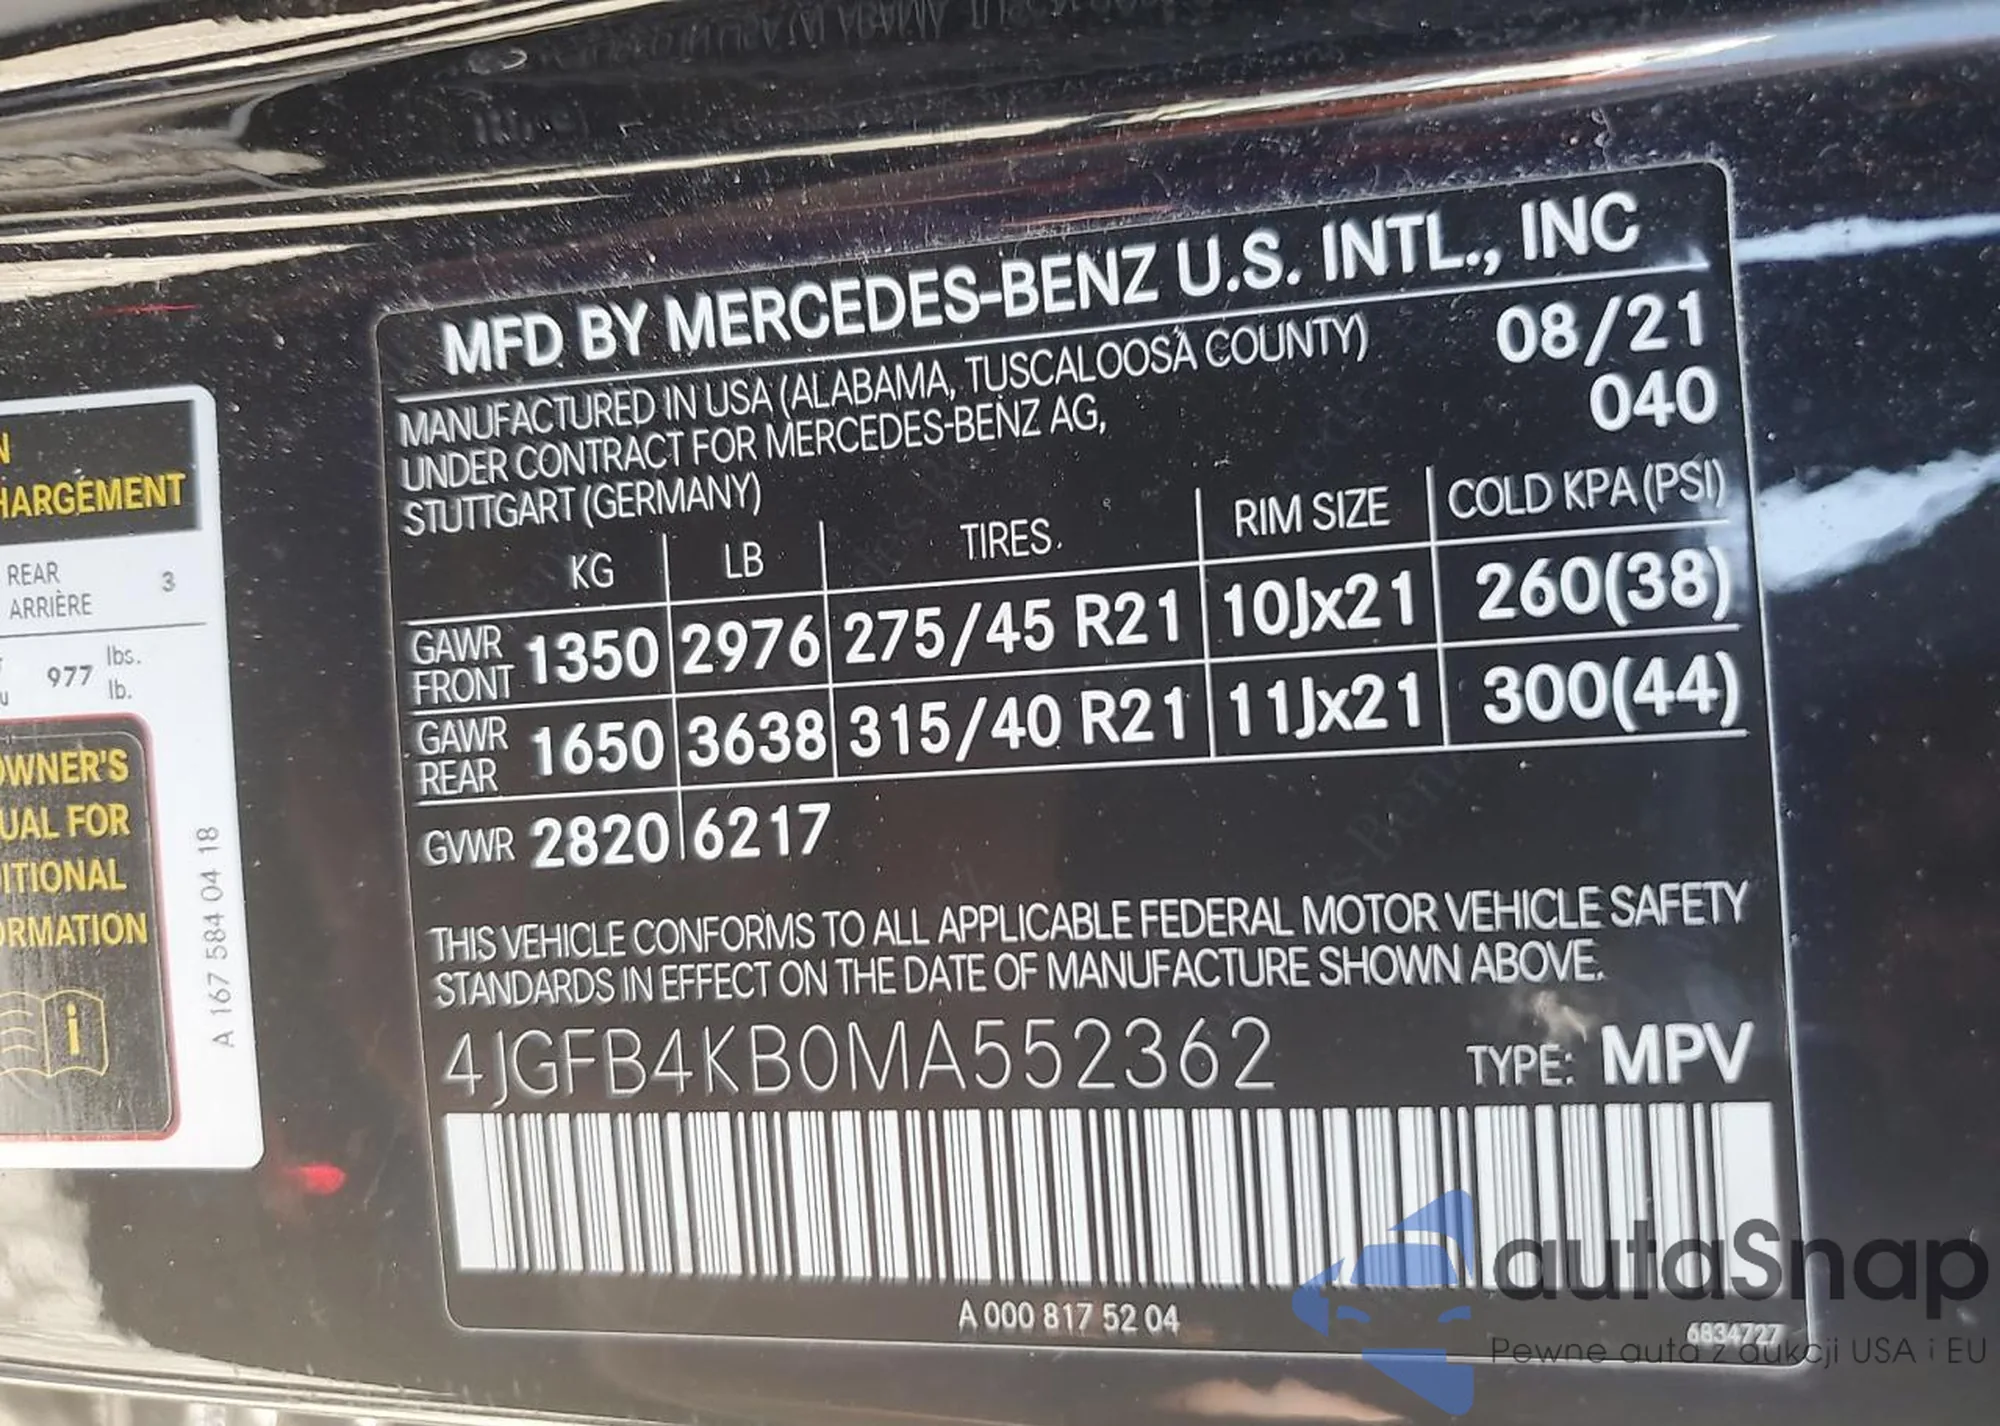 MFD BY MERCEDES-BENZ U.S. INTL., INC
MANUFACTURED IN USA (ALABAMA, TUSCALOOSA COUNTY) 08/21
UNDER CONTRACT FOR MERCEDES-BENZ AG, 040
STUTTGART (GERMANY)
KG LB TIRES. RIM SIZE COLD KPA (PSI)
GAWR FRONT 1350 2976 275/45 R21 10Jx21 260(38)
GAWR REAR 1650 3638 315/40 R21 11Jx21 300(44)
GVWR 2820 6217
THIS VEHICLE CONFORMS TO ALL APPLICABLE FEDERAL MOTOR VEHICLE SAFETY
STANDARDS IN EFFECT ON THE DATE OF MANUFACTURE SHOWN ABOVE.
4JGFB4KB0MA552362 TYPE: MPV
A 000 817 52 04
6834727
HARGEMENT
REAR 3
ARRIÈRE
977 lbs.
lb.
OWNER'S
UAL FOR
ITIONAL
ORMATION
i
A 167 584 04 18
autaSnap
Pewne auta z aukcji USA i EU